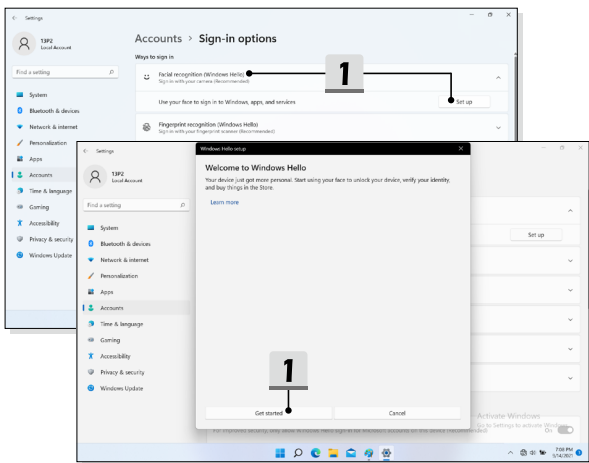 Settings
13PZ
Local Account
Find a setting
System
Bluetooth & devices
Network & internet
Personalization
Apps
Accounts
Time & language
Gaming
Accessibility
Privacy & security
Windows Update
Accounts > Sign-in options
Ways to sign in
Facial recognition (Windows Hello)
Sign in with your camera (Recommended)
1
Use your face to sign in to Windows, apps, and services
Set up
Fingerprint recognition (Windows Hello)
Sign in with your fingerprint scanner (Recommended)
Settings
13PZ
Local Account
Find a setting
System
Bluetooth & devices
Network & internet
Personalization
Apps
Accounts
Time & language
Gaming
Accessibility
Privacy & security
Windows Update
Windows Hello setup
Welcome to Windows Hello
Your device just got more personal. Start using your face to unlock your device, verify your identity,
and buy things in the Store.
Learn more
1
Get started
Cancel
Set up
Activate Windows
Go to Settings to activate Windows.
On
7:00 PM
9/14/2021